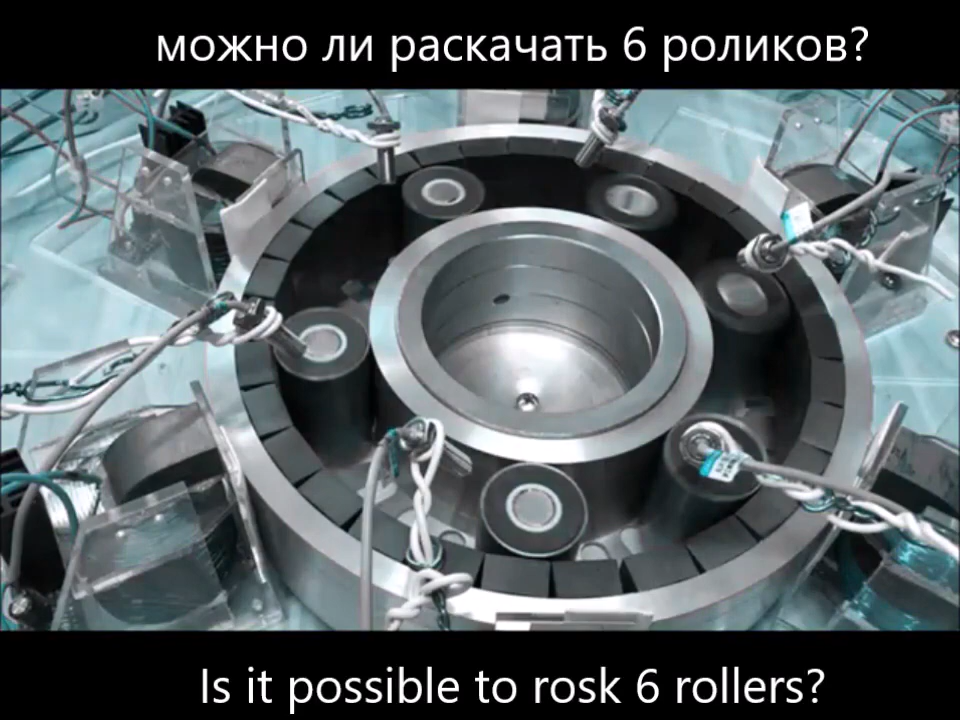 можно ли раскачать 6 роликов?
Is it possible to rosk 6 rollers?